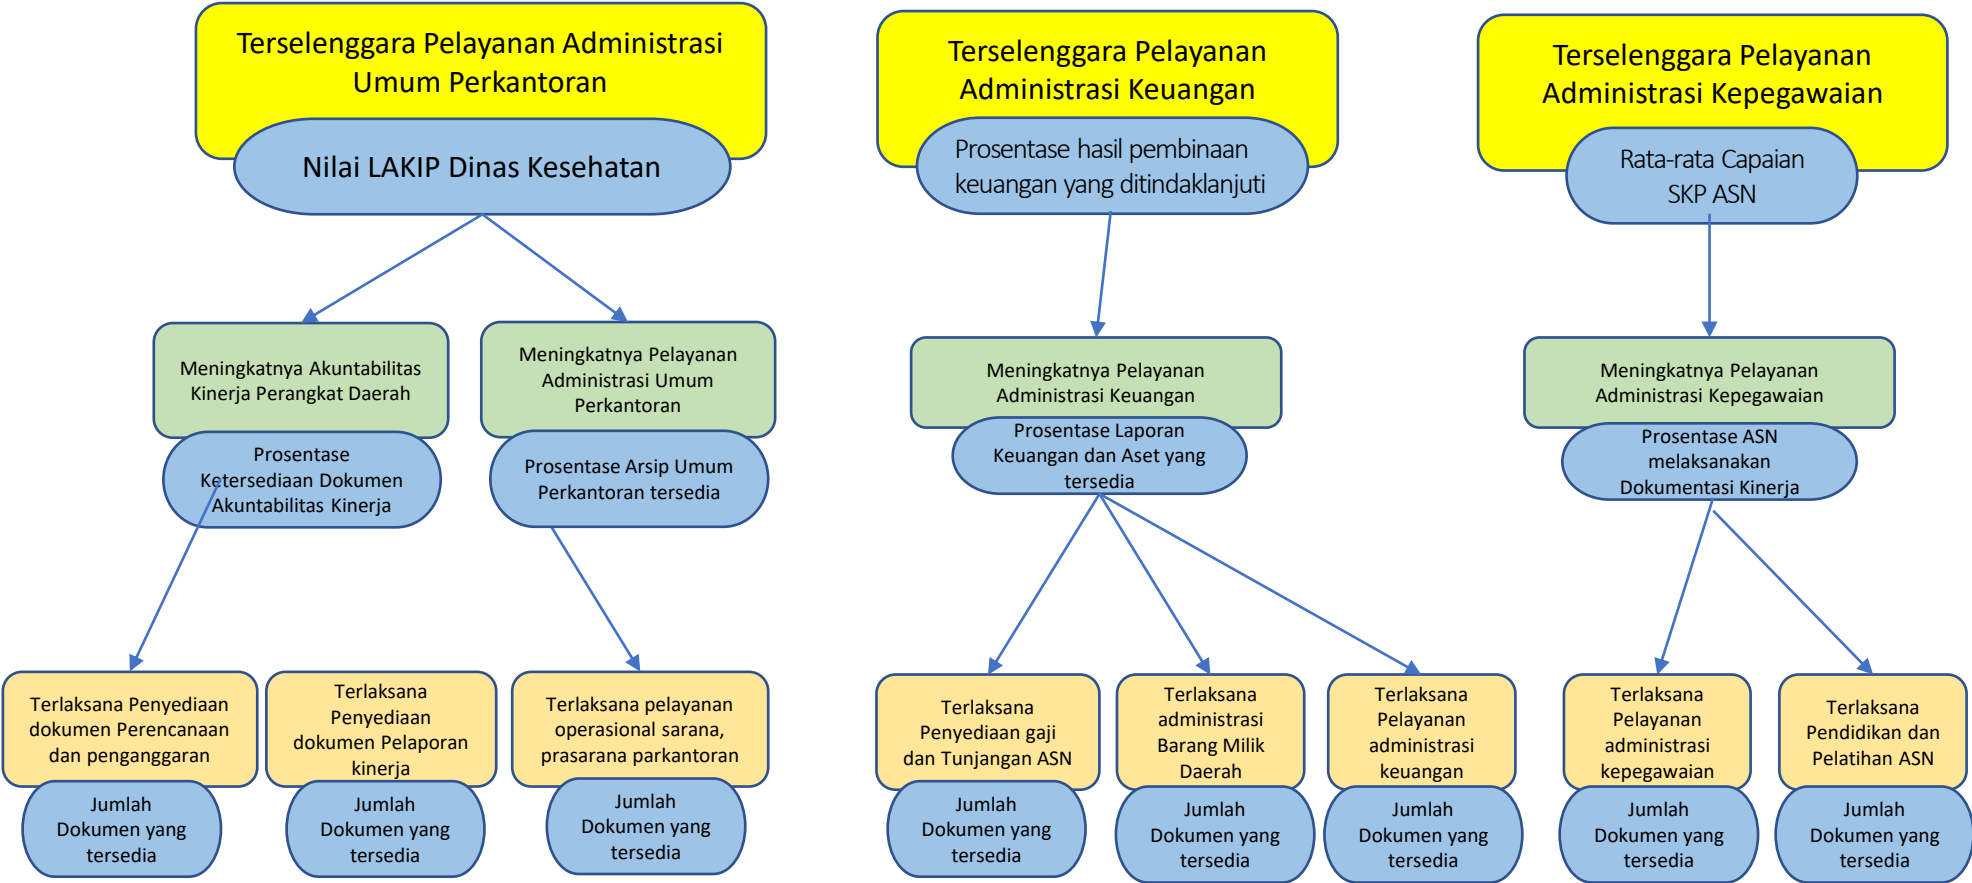 Terselenggara Pelayanan Administrasi
Umum Perkantoran
Nilai LAKIP Dinas Kesehatan
Terselenggara Pelayanan
Administrasi Keuangan
Prosentase hasil pembinaan
keuangan yang ditindaklanjuti
Terselenggara Pelayanan
Administrasi Kepegawaian
Rata-rata Capaian
SKP ASN
Meningkatnya Akuntabilitas
Kinerja Perangkat Daerah
Prosentase
Ketersediaan Dokumen
Akuntabilitas Kinerja
Meningkatnya Pelayanan
Administrasi Umum
Perkantoran
Prosentase Arsip Umum
Perkantoran tersedia
Meningkatnya Pelayanan
Administrasi Keuangan
Prosentase Laporan
Keuangan dan Aset yang
tersedia
Meningkatnya Pelayanan
Administrasi Kepegawaian
Prosentase ASN
melaksanakan
Dokumentasi Kinerja
Terlaksana Penyediaan
dokumen Perencanaan
dan penganggaran
Jumlah
Dokumen yang
tersedia
Terlaksana
Penyediaan
dokumen Pelaporan
kinerja
Jumlah
Dokumen yang
tersedia
Terlaksana pelayanan
operasional sarana,
prasarana parkantoran
Jumlah
Dokumen yang
tersedia
Terlaksana
Penyediaan gaji
dan Tunjangan ASN
Jumlah
Dokumen yang
tersedia
Terlaksana
administrasi
Barang Milik
Daerah
Jumlah
Dokumen yang
tersedia
Terlaksana
Pelayanan
administrasi
keuangan
Jumlah
Dokumen yang
tersedia
Terlaksana
Pelayanan
administrasi
kepegawaian
Jumlah
Dokumen yang
tersedia
Terlaksana
Pendidikan dan
Pelatihan ASN
Jumlah
Dokumen yang
tersedia